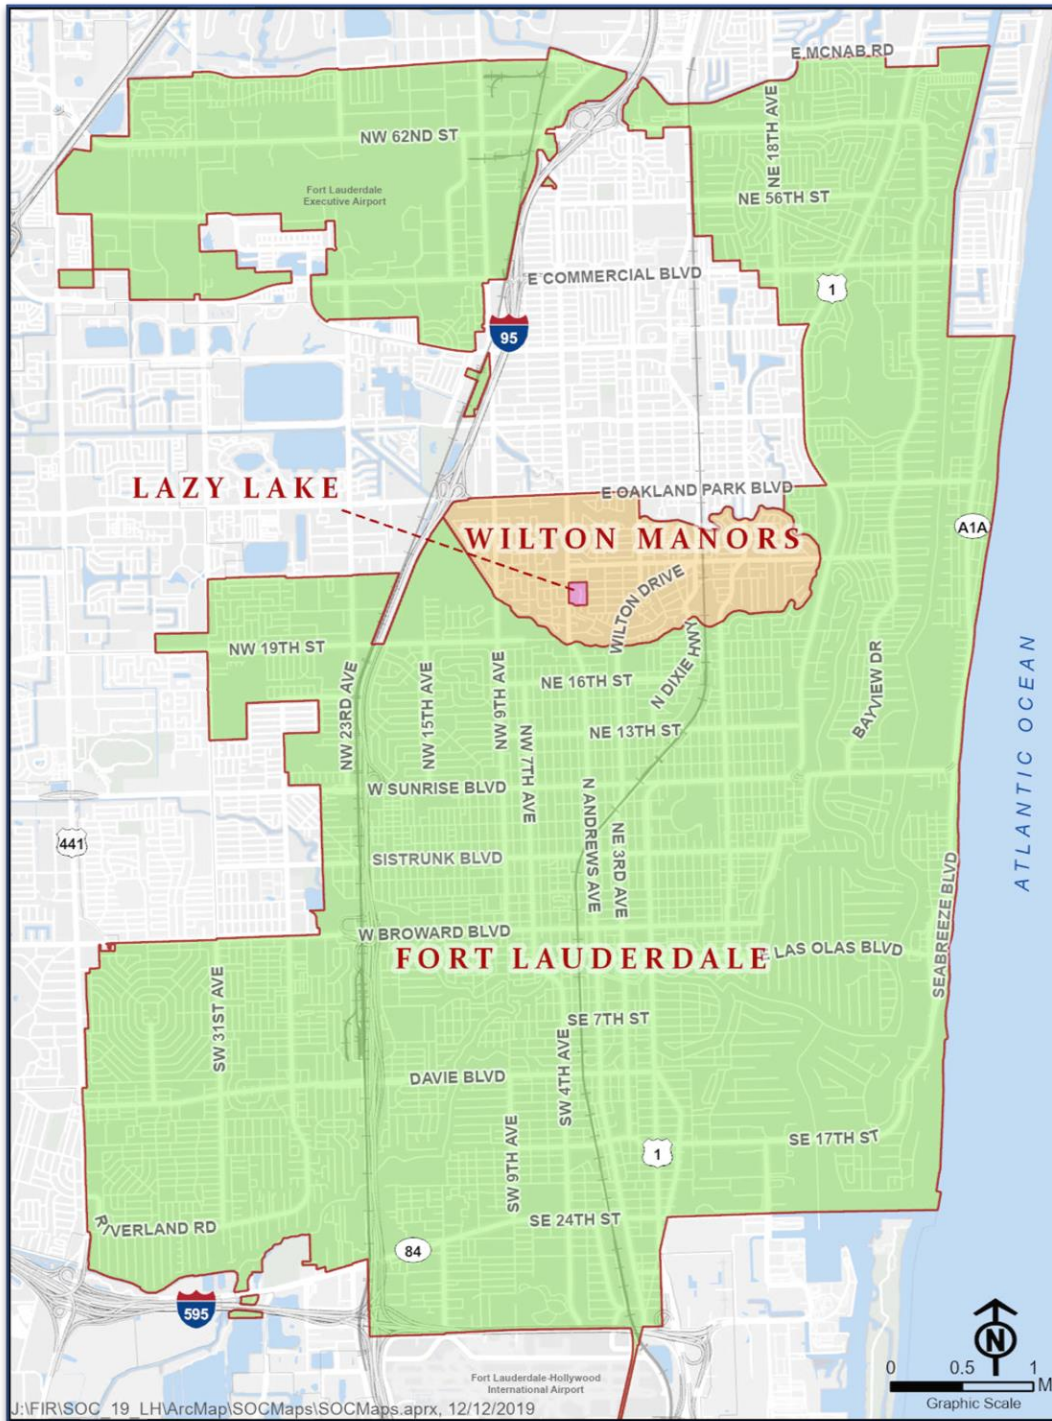 E MCNAB RD
NW 62ND ST
NE 18TH AVE
Fort Lauderdale
Executive Airport
NE 56TH ST
E COMMERCIAL BLVD
1
95
LAZY LAKE
E OAKLAND PARK BLVD
WILTON MANORS
A1A
WILTON DRIVE
NW 19TH ST
NW 23RD AVE
NW 15TH AVE
NW 9TH AVE
NE 16TH ST
N DIXIE HWY
BAYVIEW DR
ATLANTIC OCEAN
NE 13TH ST
NW 7TH AVE
W SUNRISE BLVD
N ANDREWS AVE
NE 3RD AVE
441
SISTRUNK BLVD
SEABREEZE BLVD
W BROWARD BLVD
FORT LAUDERDALE
E LAS OLAS BLVD
SW 31ST AVE
SE 7TH ST
SW 4TH AVE
DAVIE BLVD
SW 9TH AVE
SE 17TH ST
1
RIVERLAND RD
SE 24TH ST
84
595
N
0 0.5 1
M
Graphic Scale
Fort Lauderdale-Hollywood
International Airport
J:\FIR\SOC_19_LH\ArcMap\SOCMaps\SOCMaps.aprx, 12/12/2019